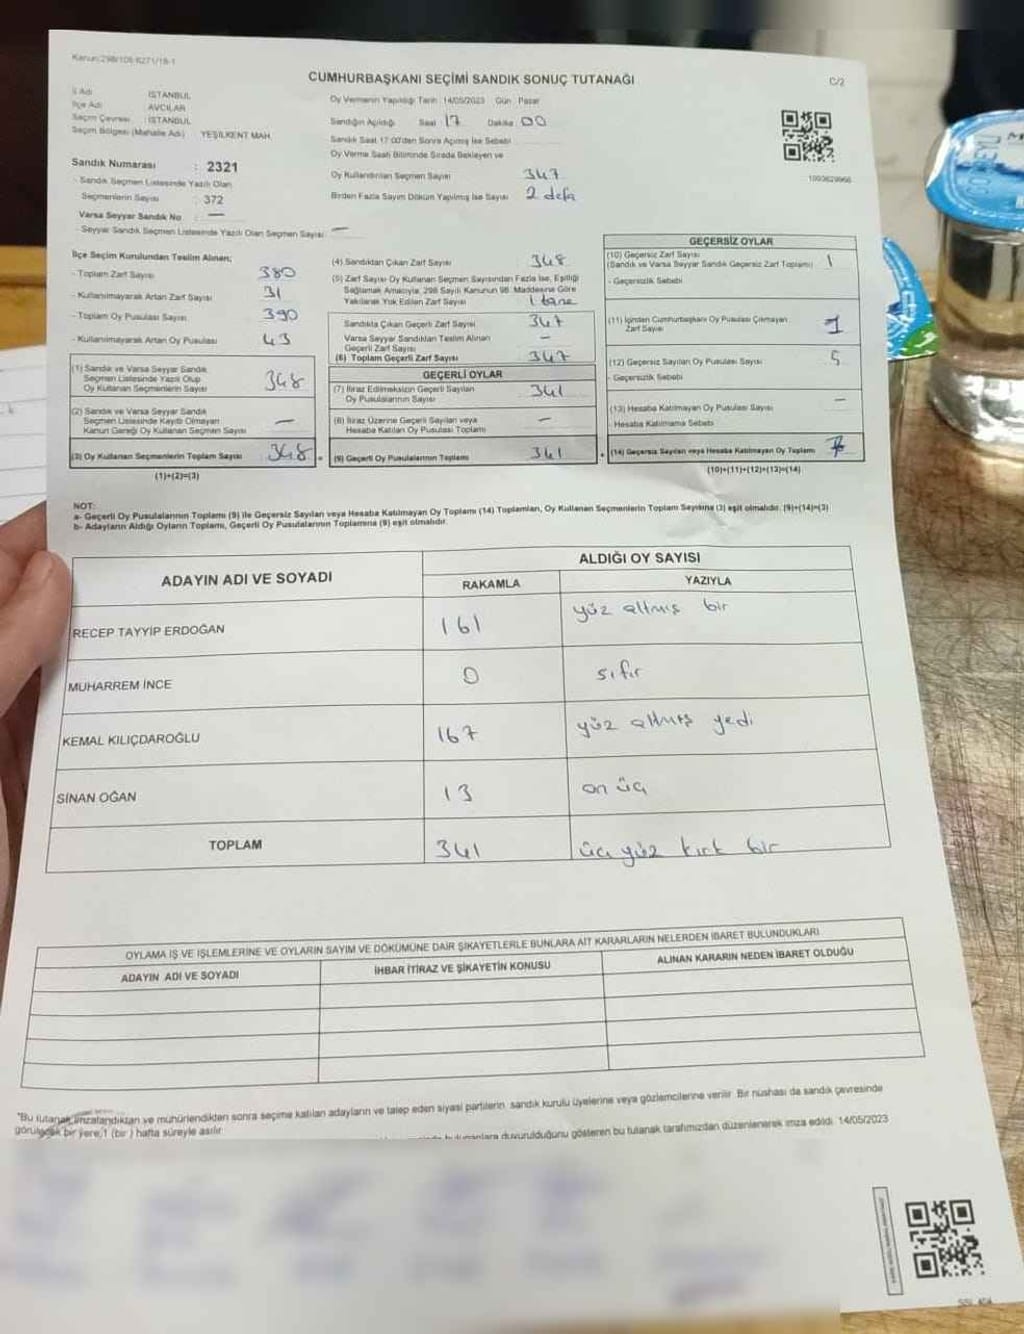 Kanun:298/105-6271/18-1
CUMHURBAŞKANI SEÇİMİ SANDIK SONUÇ TUTANAĞI
C/2
İl Adı : İSTANBUL
İlçe Adı : AVCILAR
Seçim Çevresi : İSTANBUL
Seçim Bölgesi (Mahalle Adı) YEŞİLKENT MAH.
Sandık Numarası : 2321
- Sandık Seçmen Listesinde Yazılı Olan
Seçmenlerin Sayısı : 372
Varsa Seyyar Sandık No : —
- Seyyar Sandık Seçmen Listesinde Yazılı Olan Seçmen Sayısı: —
Oy Vermenin Yapıldığı Tarih 14/05/2023 Gün Pazar
Sandığın Açıldığı Saat 17 Dakika 00
Sandık Saat 17:00'den Sonra Açılmış İse Sebebi
Oy Verme Saati Bitiminde Sırada Bekleyen ve
Oy Kullandırılan Seçmen Sayısı 347
Birden Fazla Sayım Döküm Yapılmış İse Sayısı 2 defa
1003629966
İlçe Seçim Kurulundan Teslim Alınan;
- Toplam Zarf Sayısı 380
- Kullanılmayarak Artan Zarf Sayısı 31
- Toplam Oy Pusulası Sayısı 390
- Kullanılmayarak Artan Oy Pusulası 43
(1) Sandık ve Varsa Seyyar Sandık
Seçmen Listesinde Yazılı Olup
Oy Kullanan Seçmenlerin Sayısı 348
(2) Sandık ve Varsa Seyyar Sandık
Seçmen Listesinde Kayıtlı Olmayan
Kanun Gereği Oy Kullanan Seçmen Sayısı —
(3) Oy Kullanan Seçmenlerin Toplam Sayısı 348
(1)+(2)=(3)
(4) Sandıktan Çıkan Zarf Sayısı 348
(5) Zarf Sayısı Oy Kullanan Seçmen Sayısından Fazla İse, Eşitliği
Sağlamak Amacıyla, 298 Sayılı Kanunun 98. Maddesine Göre
Yakılarak Yok Edilen Zarf Sayısı 1 tane
Sandıkta Çıkan Geçerli Zarf Sayısı 347
Varsa Seyyar Sandıktan Teslim Alınan
Geçerli Zarf Sayısı —
(6) Toplam Geçerli Zarf Sayısı 347
GEÇERLİ OYLAR
(7) İtiraz Edilmeksizin Geçerli Sayılan
Oy Pusulalarının Sayısı 341
(8) İtiraz Üzerine Geçerli Sayılan veya
Hesaba Katılan Oy Pusulası Toplamı —
(9) Geçerli Oy Pusulalarının Toplamı 341
GEÇERSİZ OYLAR
(10) Geçersiz Zarf Sayısı
(Sandık ve Varsa Seyyar Sandık Geçersiz Zarf Toplamı) 1
- Geçersizlik Sebebi
(11) İçinden Cumhurbaşkanı Oy Pusulası Çıkmayan
Zarf Sayısı 1
(12) Geçersiz Sayılan Oy Pusulası Sayısı 5
- Geçersizlik Sebebi
(13) Hesaba Katılmayan Oy Pusulası Sayısı —
- Hesaba Katılmama Sebebi
(14) Geçersiz Sayılan veya Hesaba Katılmayan Oy Toplamı
(10)+(11)+(12)+(13)=(14)
NOT:
a- Geçerli Oy Pusulalarının Toplamı (9) ile Geçersiz Sayılan veya Hesaba Katılmayan Oy Toplamı (14) Toplamları, Oy Kullanan Seçmenlerin Toplam Sayısına (3) eşit olmalıdır. (9)+(14)=(3)
b- Adayların Aldığı Oyların Toplamı, Geçerli Oy Pusulalarının Toplamına (9) eşit olmalıdır.
ADAYIN ADI VE SOYADI
ALDIĞI OY SAYISI
RAKAMLA YAZIYLA
RECEP TAYYİP ERDOĞAN 161 yüz altmış bir
MUHARREM İNCE 0 sıfır
KEMAL KILIÇDAROĞLU 167 yüz altmış yedi
SİNAN OĞAN 13 on üç
TOPLAM 341 üç yüz kırk bir
OYLAMA İŞ VE İŞLEMLERİNE VE OYLARIN SAYIM VE DÖKÜMÜNE DAİR ŞİKAYETLERLE BUNLARA AİT KARARLARIN NELERDEN İBARET BULUNDUKLARI
ADAYIN ADI VE SOYADI İHBAR İTİRAZ VE ŞİKAYETİN KONUSU ALINAN KARARIN NEDEN İBARET OLDUĞU
*Bu tutanak imzalandıktan ve mühürlendikten sonra seçime katılan adayların ve talep eden siyasi partilerin sandık kurulu üyelerine veya gözlemcilerine verilir. Bir nüshası da sandık çevresinde
görülecek bir yere 1 (bir) hafta süreyle asılır.
bulunanlara duyurulduğunu gösteren bu tutanak tarafımızdan düzenlenerek imza edildi. 14/05/2023